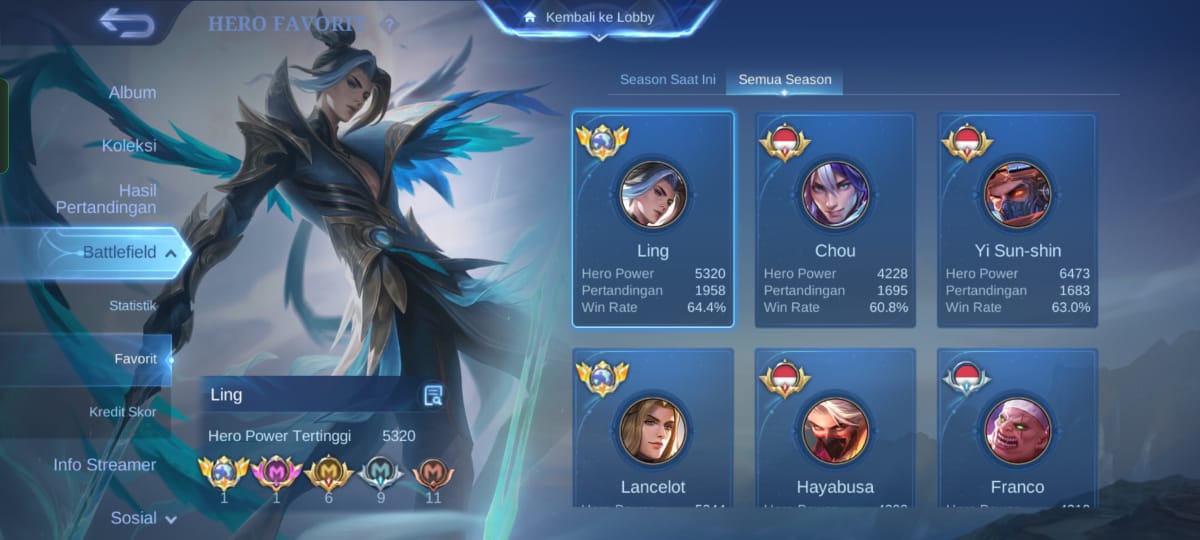 HERO FAVORIT ?
Kembali ke Lobby
Album
Koleksi
Hasil
Pertandingan
Battlefield
Statistik
Favorit
Kredit Skor
Info Streamer
Sosial
Season Saat Ini
Semua Season
Ling
Hero Power 5320
Pertandingan 1958
Win Rate 64.4%
Chou
Hero Power 4228
Pertandingan 1695
Win Rate 60.8%
Yi Sun-shin
Hero Power 6473
Pertandingan 1683
Win Rate 63.0%
Lancelot
Hayabusa
Franco
Ling
Hero Power Tertinggi 5320
1 1 6 9 11